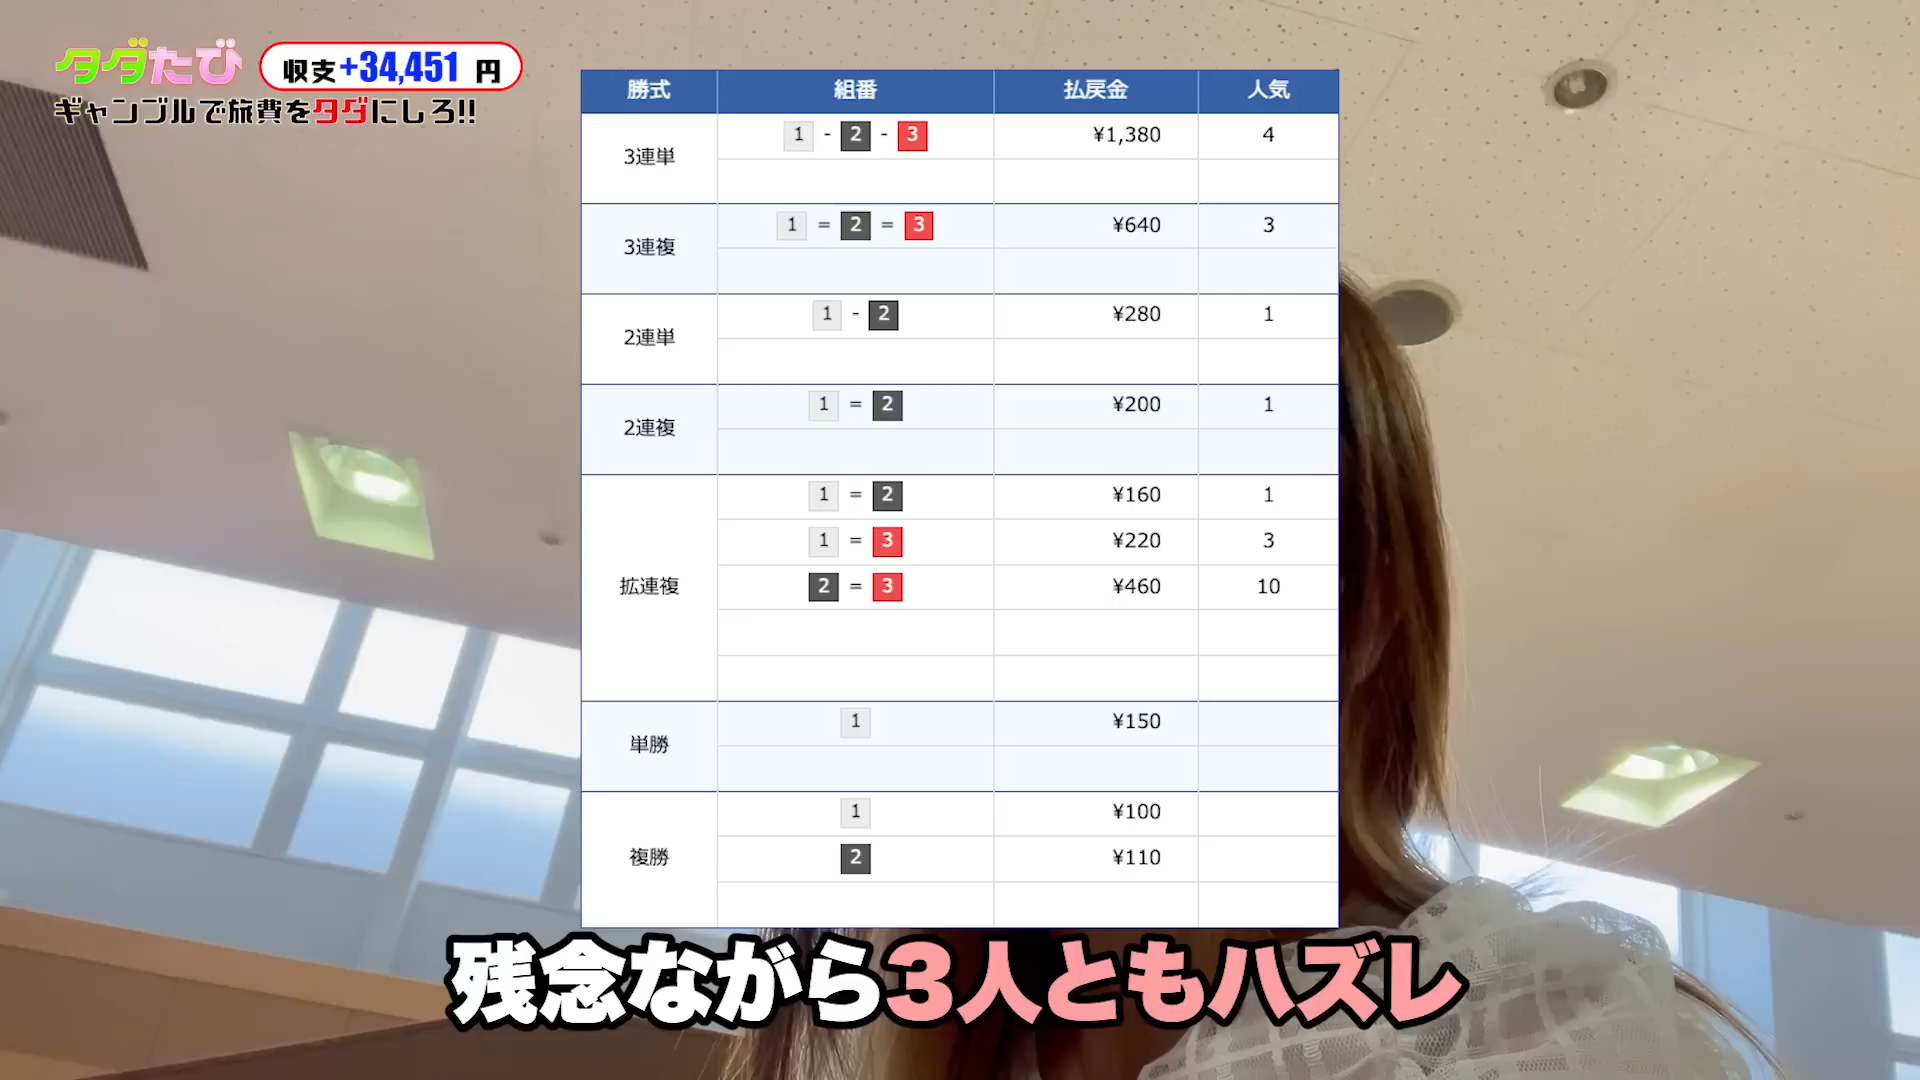 タダたび 収支+34,451 円
ギャンブルで旅費をタダにしろ!!
勝式 組番 払戻金 人気
3連単 1 - 2 - 3 ¥1,380 4
3連複 1 = 2 = 3 ¥640 3
2連単 1 - 2 ¥280 1
2連複 1 = 2 ¥200 1
拡連複 1 = 2 ¥160 1
1 = 3 ¥220 3
2 = 3 ¥460 10
単勝 1 ¥150
複勝 1 ¥100
2 ¥110
残念ながら3人ともハズレ